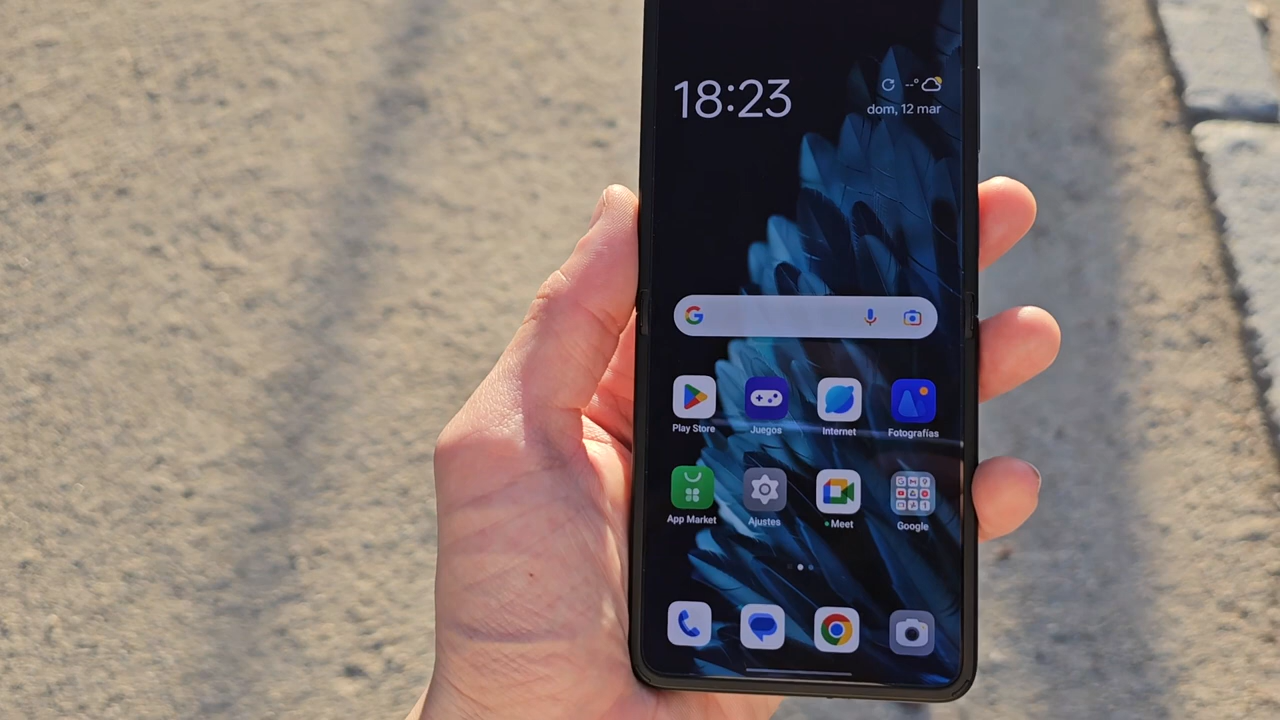 18:23
--°
dom, 12 mar
Play Store
Juegos
Internet
Fotografías
App Market
Ajustes
Meet
Google